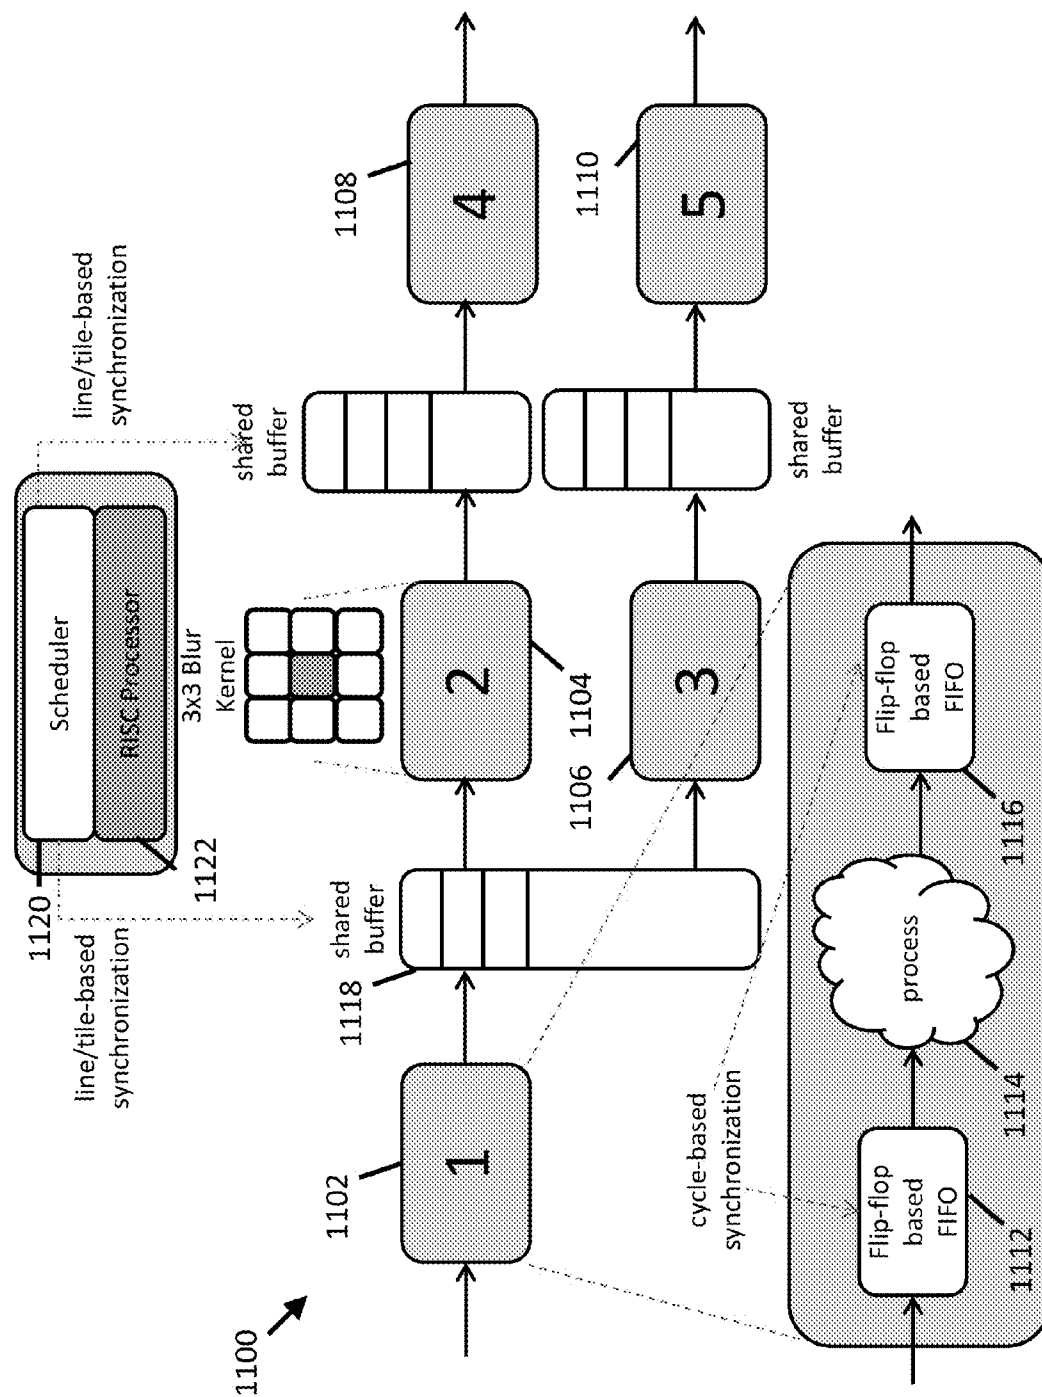 1100
line/tile-based
synchronization
1120
1122
Scheduler
RISC Processor
line/tile-based
synchronization
1102
1
1118
shared
buffer
3x3 Blur
Kernel
2
1104
shared
buffer
1108
4
1106
3
shared
buffer
1110
5
cycle-based
synchronization
Flip-flop
based
FIFO
1112
process
1114
Flip-flop
based
FIFO
1116